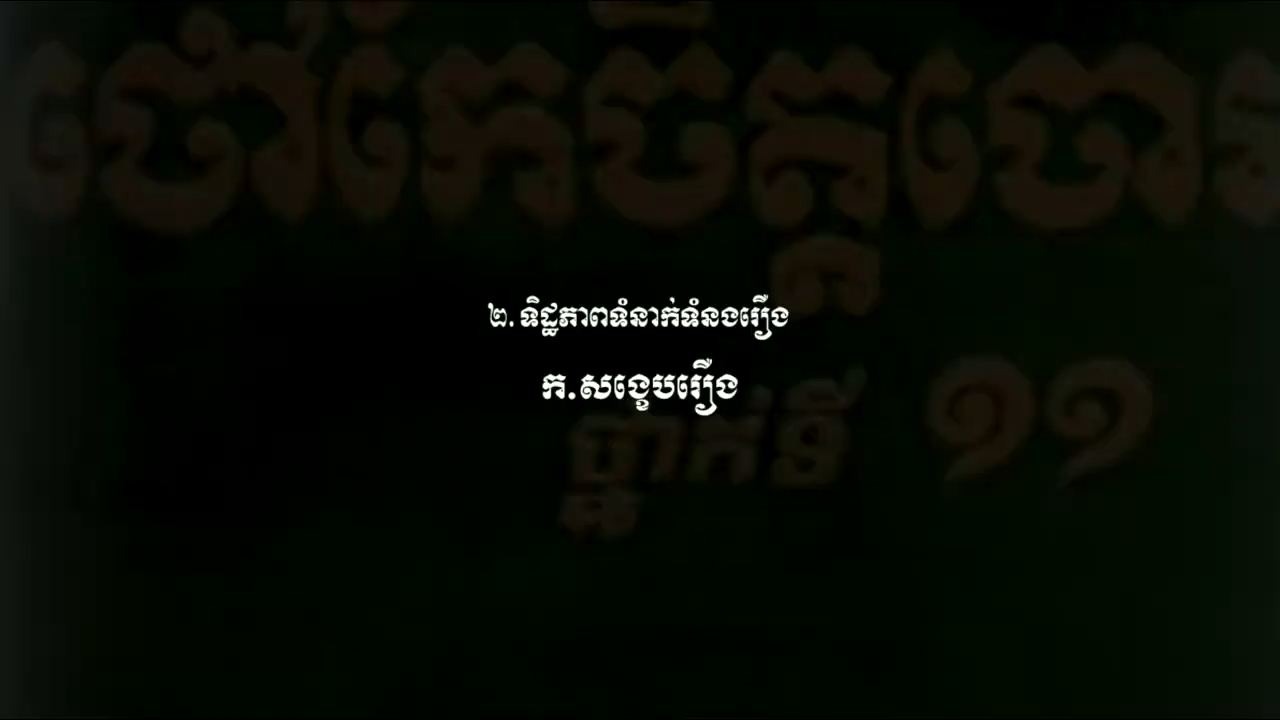 ២. ទិដ្ឋភាពទំនាក់ទំនងរឿង
ក.សង្ខេបរឿង
ថ្នាក់ទី ១១